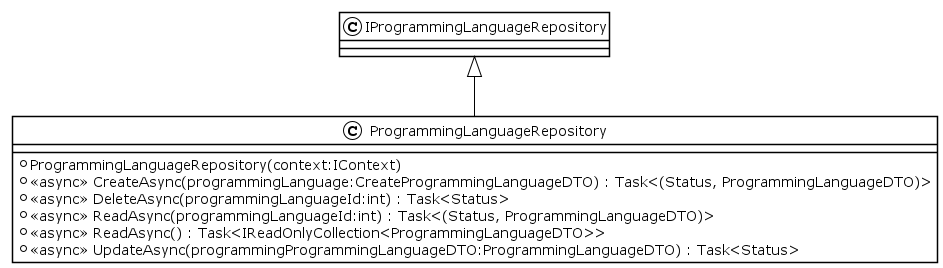 C IProgrammingLanguageRepository
C ProgrammingLanguageRepository
ProgrammingLanguageRepository(context:IContext)
«async» CreateAsync(programmingLanguage:CreateProgrammingLanguageDTO) : Task<(Status, ProgrammingLanguageDTO)>
«async» DeleteAsync(programmingLanguageId:int) : Task<Status>
«async» ReadAsync(programmingLanguageId:int) : Task<(Status, ProgrammingLanguageDTO)>
«async» ReadAsync() : Task<IReadOnlyCollection<ProgrammingLanguageDTO>>
«async» UpdateAsync(programmingProgrammingLanguageDTO:ProgrammingLanguageDTO) : Task<Status>